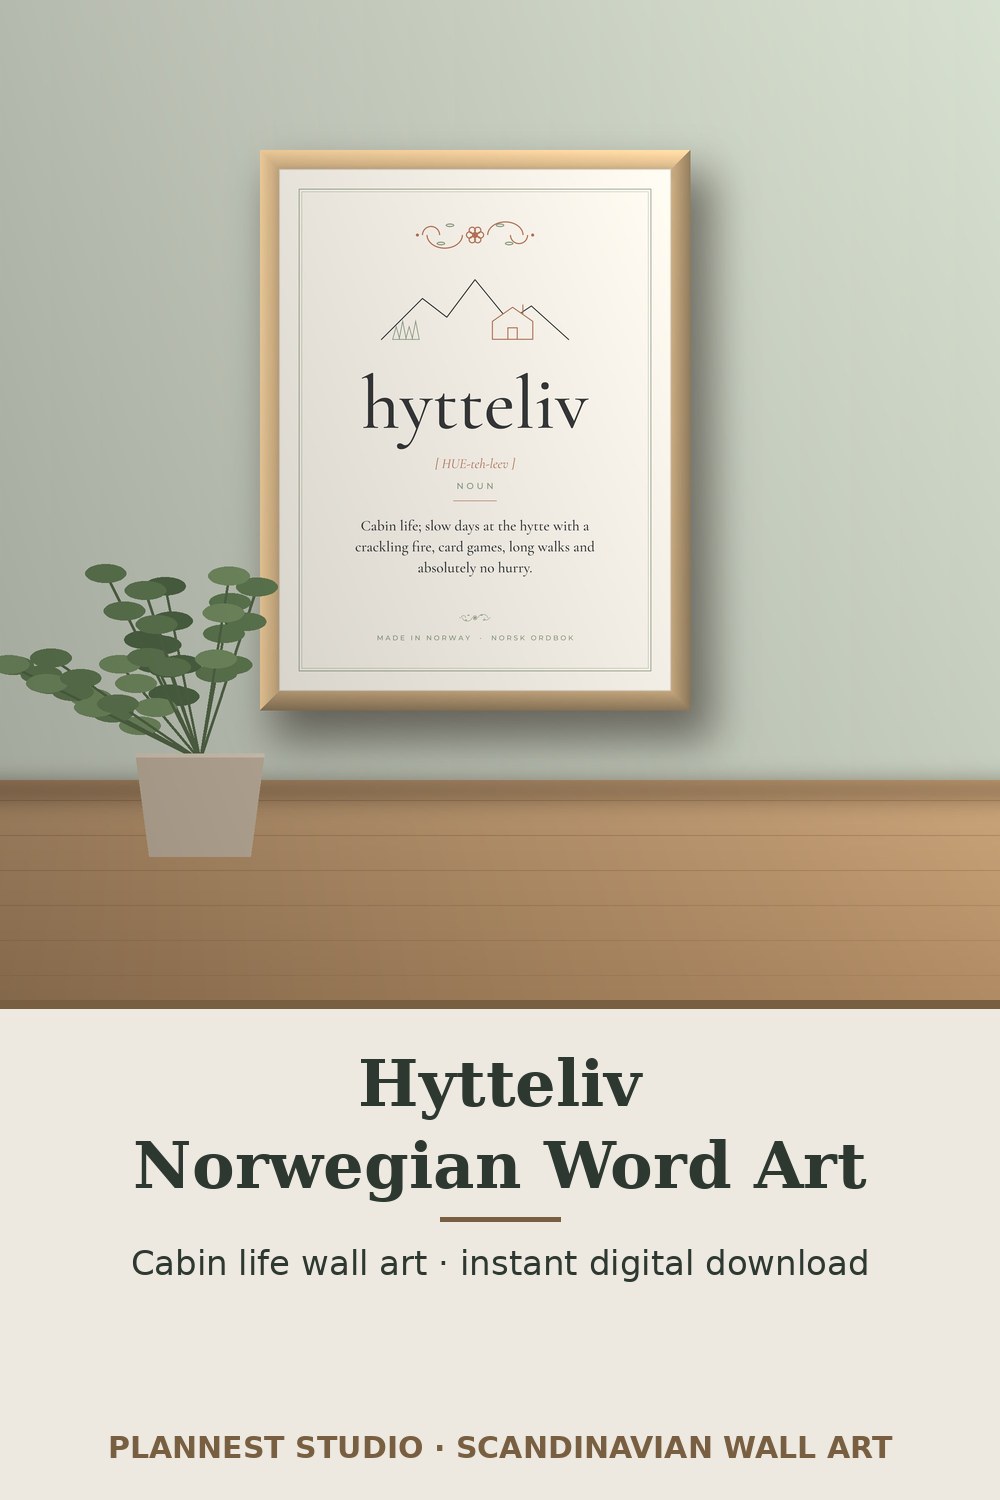 hytteliv
[ HUE-teh-leev ]
NOUN
Cabin life; slow days at the hytte with a
crackling fire, card games, long walks and
absolutely no hurry.
MADE IN NORWAY · NORSK ORDBOK
Hytteliv
Norwegian Word Art
Cabin life wall art · instant digital download
PLANNEST STUDIO · SCANDINAVIAN WALL ART